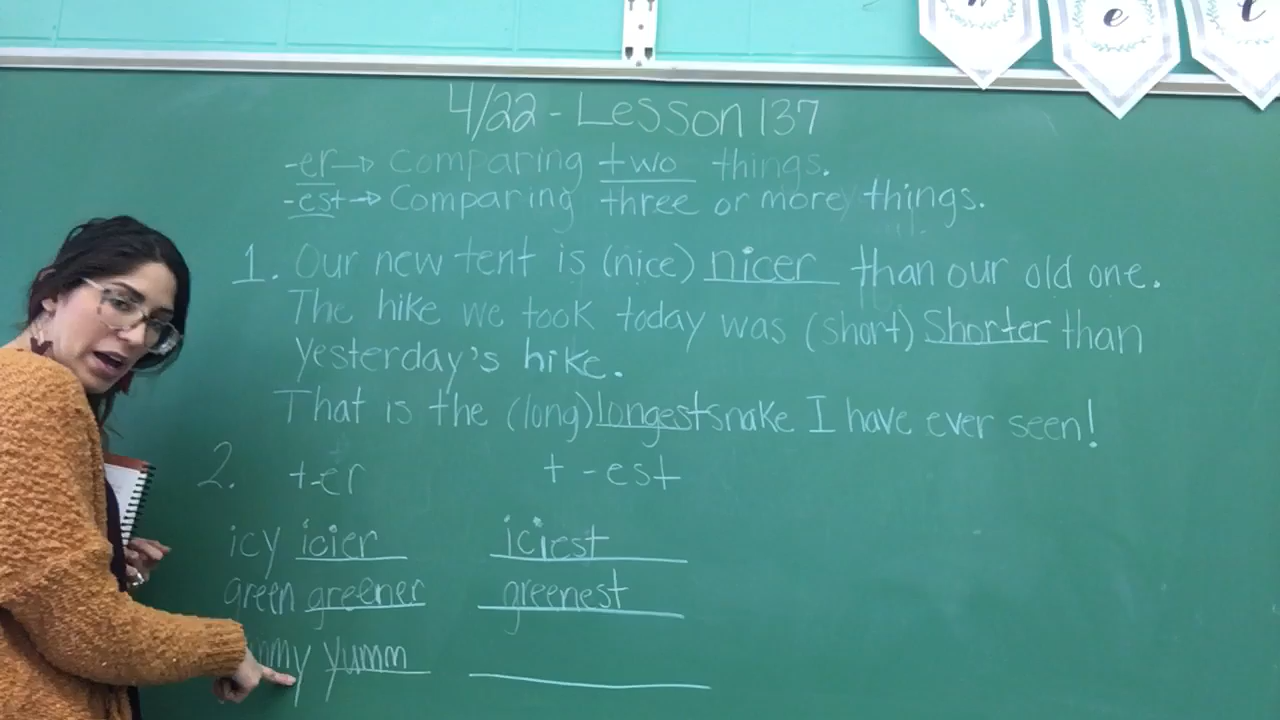 e
t
4/22 - Lesson 137
-er → Comparing two things.
-est → Comparing three or more things.
1. Our new tent is (nice) nicer than our old one.
The hike we took today was (short) Shorter than
yesterday's hike.
That is the (long) longest snake I have ever seen!
2. +-er + -est
icy icier iciest
green greener greenest
yumm